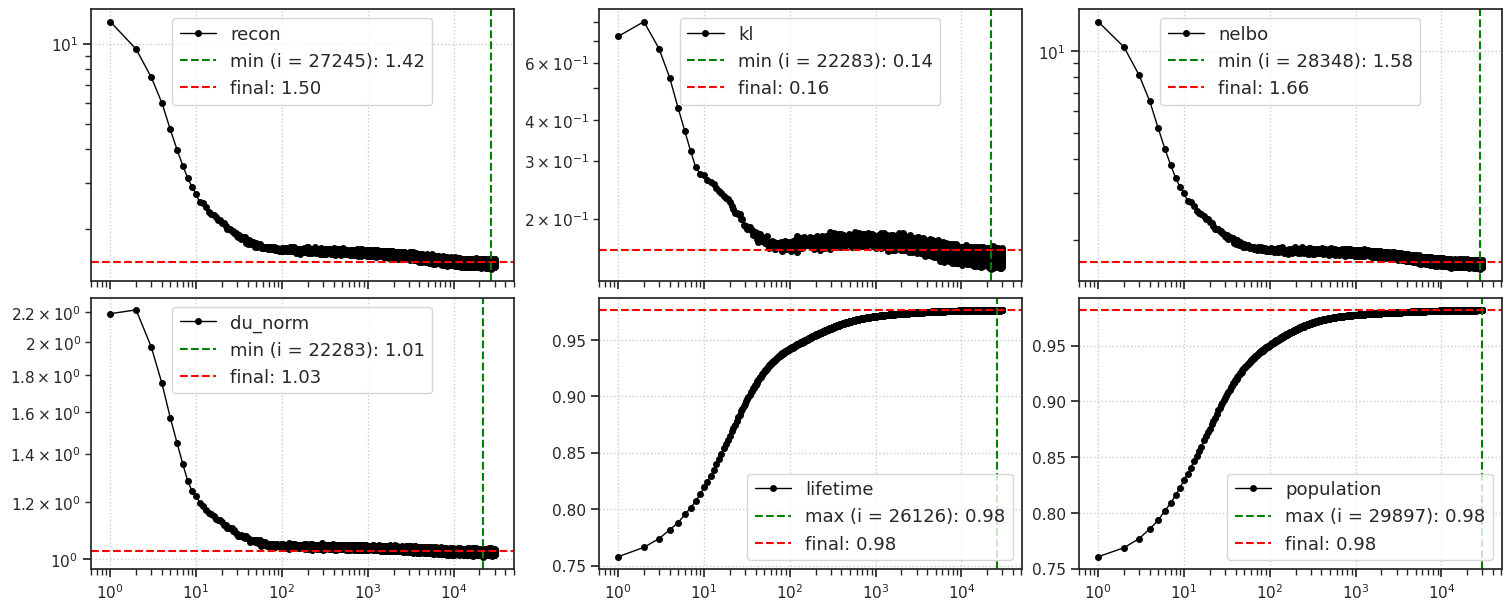 10¹
recon
min (i = 27245): 1.42
final: 1.50
6 × 10⁻¹
4 × 10⁻¹
3 × 10⁻¹
2 × 10⁻¹
kl
min (i = 22283): 0.14
final: 0.16
10¹
nelbo
min (i = 28348): 1.58
final: 1.66
2.2 × 10⁰
2 × 10⁰
1.8 × 10⁰
1.6 × 10⁰
1.4 × 10⁰
1.2 × 10⁰
10⁰
du_norm
min (i = 22283): 1.01
final: 1.03
10⁰ 10¹ 10² 10³ 10⁴
0.95
0.90
0.85
0.80
0.75
lifetime
max (i = 26126): 0.98
final: 0.98
10⁰ 10¹ 10² 10³ 10⁴
0.95
0.90
0.85
0.80
0.75
population
max (i = 29897): 0.98
final: 0.98
10⁰ 10¹ 10² 10³ 10⁴